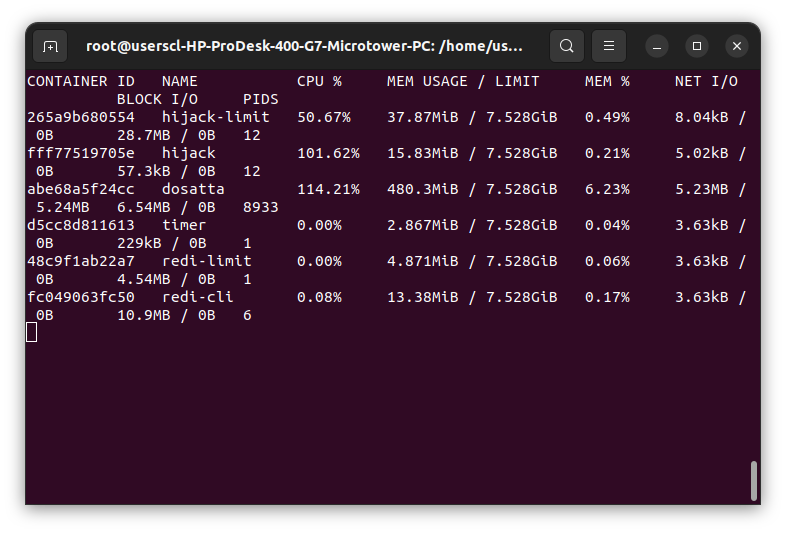 root@userscl-HP-ProDesk-400-G7-Microtower-PC: /home/us...
CONTAINER ID   NAME           CPU %     MEM USAGE / LIMIT     MEM %     NET I/O
          BLOCK I/O     PIDS
265a9b680554   hijack-limit   50.67%    37.87MiB / 7.528GiB   0.49%     8.04kB /
 0B       28.7MB / 0B   12
fff77519705e   hijack         101.62%   15.83MiB / 7.528GiB   0.21%     5.02kB /
 0B       57.3kB / 0B   12
abe68a5f24cc   dosatta        114.21%   480.3MiB / 7.528GiB   6.23%     5.23MB /
 5.24MB   6.54MB / 0B   8933
d5cc8d811613   timer          0.00%     2.867MiB / 7.528GiB   0.04%     3.63kB /
 0B       229kB / 0B    1
48c9f1ab22a7   redi-limit     0.00%     4.871MiB / 7.528GiB   0.06%     3.63kB /
 0B       4.54MB / 0B   1
fc049063fc50   redi-cli       0.08%     13.38MiB / 7.528GiB   0.17%     3.63kB /
 0B       10.9MB / 0B   6